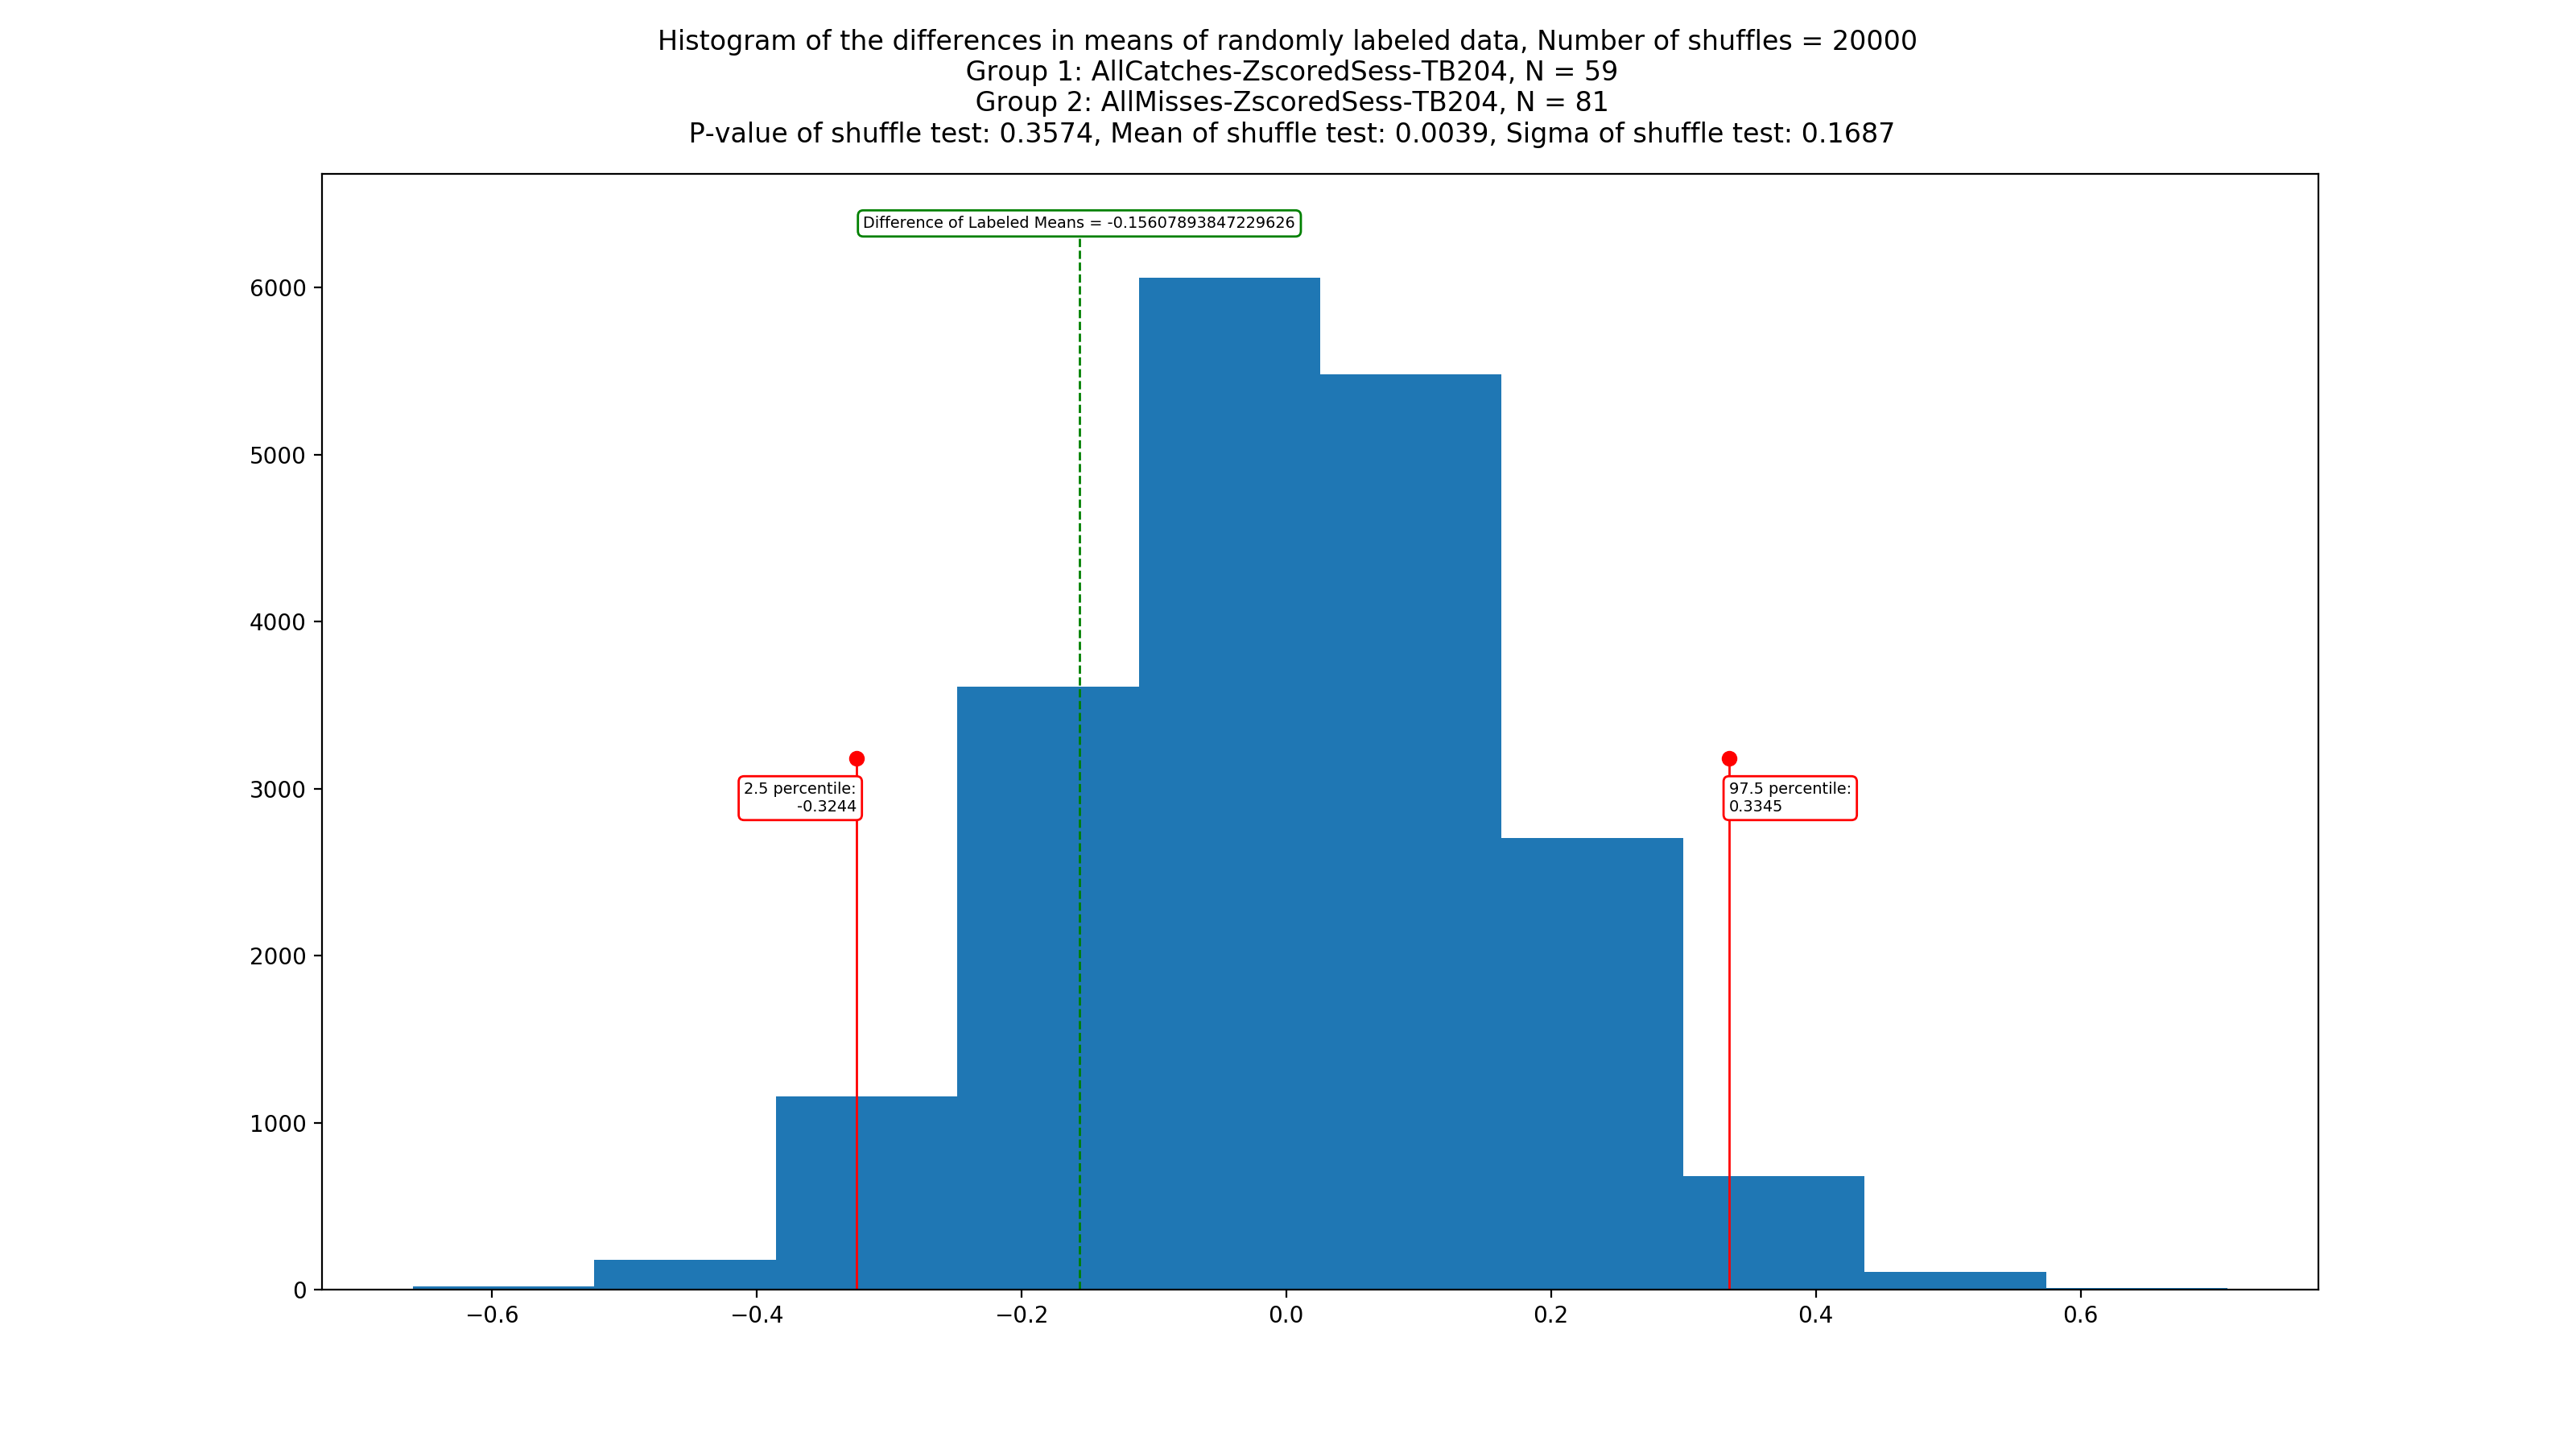 Histogram of the differences in means of randomly labeled data, Number of shuffles = 20000
Group 1: AllCatches-ZscoredSess-TB204, N = 59
Group 2: AllMisses-ZscoredSess-TB204, N = 81
P-value of shuffle test: 0.3574, Mean of shuffle test: 0.0039, Sigma of shuffle test: 0.1687
Difference of Labeled Means = -0.15607893847229626
6000
5000
4000
3000
2000
1000
0
2.5 percentile:
-0.3244
97.5 percentile:
0.3345
−0.6
−0.4
−0.2
0.0
0.2
0.4
0.6